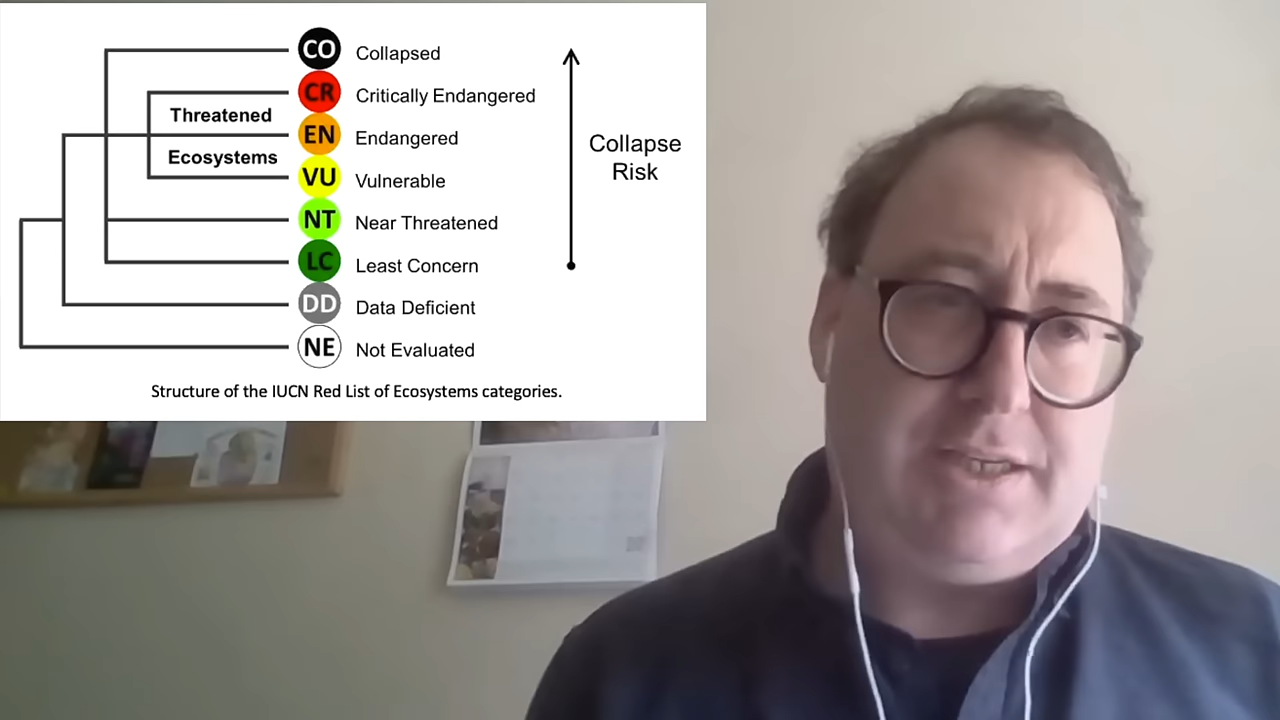 CO Collapsed
CR Critically Endangered
Threatened
EN Endangered
Ecosystems
VU Vulnerable
NT Near Threatened
LC Least Concern
DD Data Deficient
NE Not Evaluated
Collapse
Risk
Structure of the IUCN Red List of Ecosystems categories.